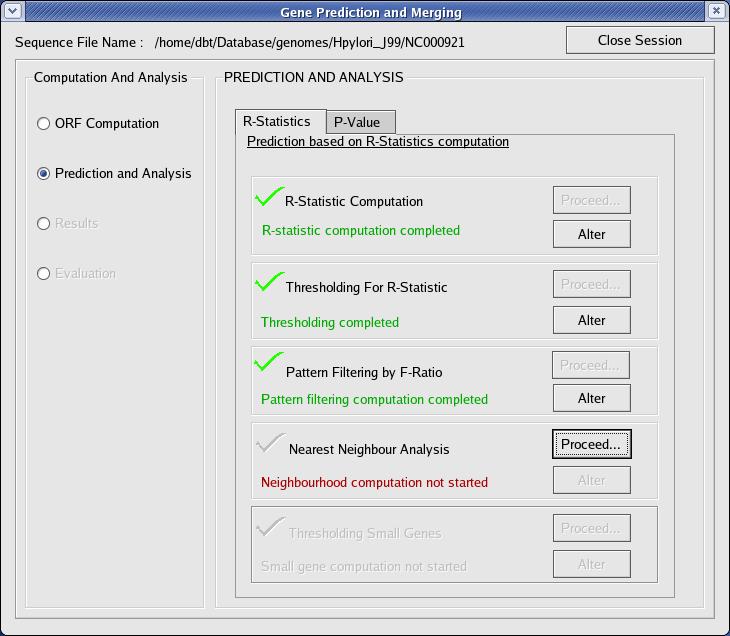 Gene Prediction and Merging
Sequence File Name : /home/dbt/Database/genomes/Hpylori_J99/NC000921
Close Session
Computation And Analysis
ORF Computation
Prediction and Analysis
Results
Evaluation
PREDICTION AND ANALYSIS
R-Statistics
P-Value
Prediction based on R-Statistics computation
R-Statistic Computation
Proceed...
R-statistic computation completed
Alter
Thresholding For R-Statistic
Proceed...
Thresholding completed
Alter
Pattern Filtering by F-Ratio
Proceed...
Pattern filtering computation completed
Alter
Nearest Neighbour Analysis
Proceed...
Neighbourhood computation not started
Alter
Thresholding Small Genes
Proceed...
Small gene computation not started
Alter